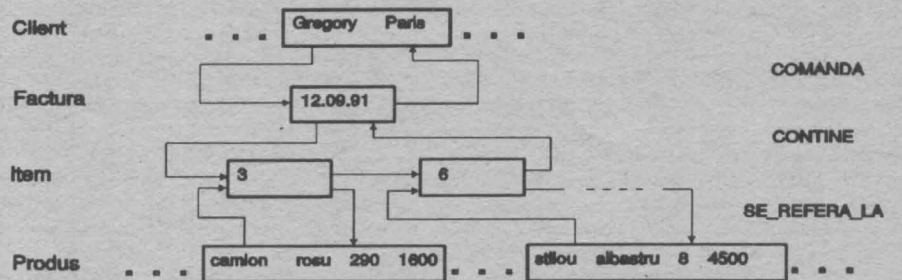 Client
Gregory Paris
COMANDA
Factura
12.09.91
CONTINE
Item
3
6
SE_REFERA_LA
Produs
camion rosu 290 1600
stilou albastru 8 4500